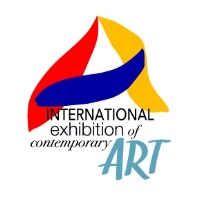 INTERNATIONAL
exhibition of
contemporary
ART